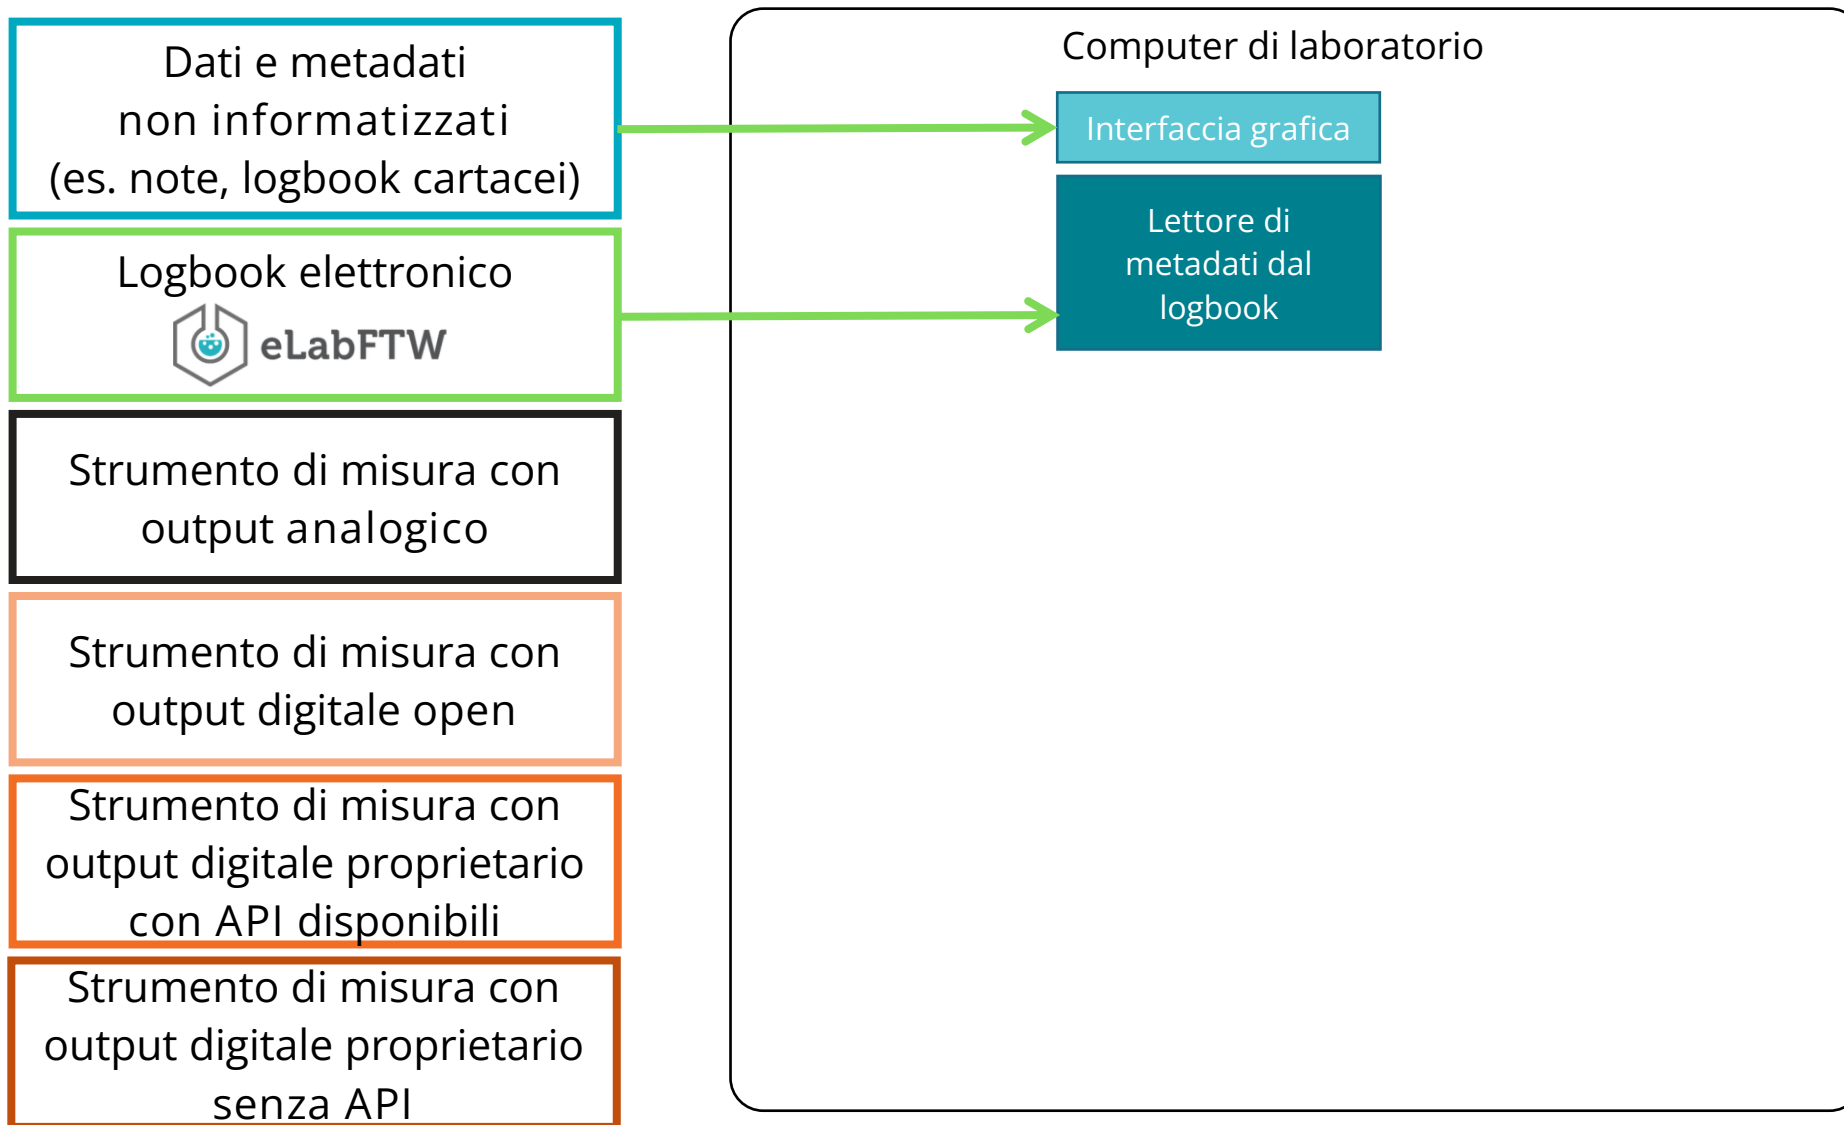 Dati e metadati
non informatizzati
(es. note, logbook cartacei)
Logbook elettronico
eLabFTW
Strumento di misura con
output analogico
Strumento di misura con
output digitale open
Strumento di misura con
output digitale proprietario
con API disponibili
Strumento di misura con
output digitale proprietario
senza API
Computer di laboratorio
Interfaccia grafica
Lettore di
metadati dal
logbook